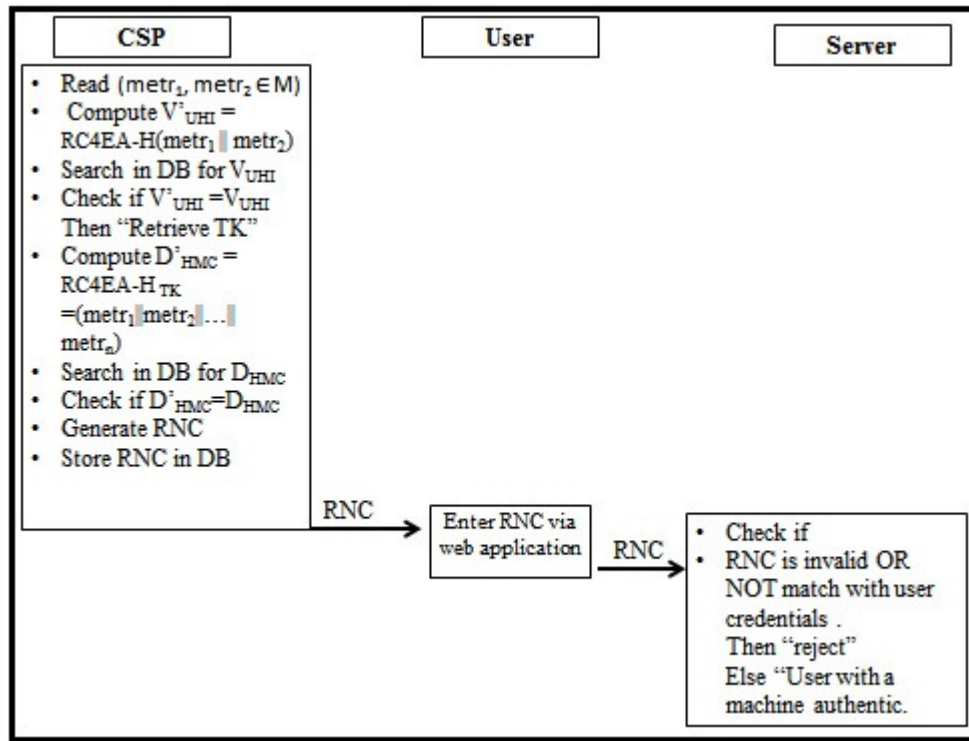 CSP
User
Server
• Read (metr₁, metr₂ ∈ M)
• Compute V’UHI =
RC4EA-H(metr₁ || metr₂)
• Search in DB for VUHI
• Check if V’UHI =VUHI
Then “Retrieve TK”
• Compute D’HMC =
RC4EA-H TK
=(metr₁||metr₂||…||
metrₙ)
• Search in DB for DHMC
• Check if D’HMC=DHMC
• Generate RNC
• Store RNC in DB
RNC
Enter RNC via
web application
RNC
• Check if
• RNC is invalid OR
NOT match with user
credentials .
Then “reject”
Else “User with a
machine authentic.